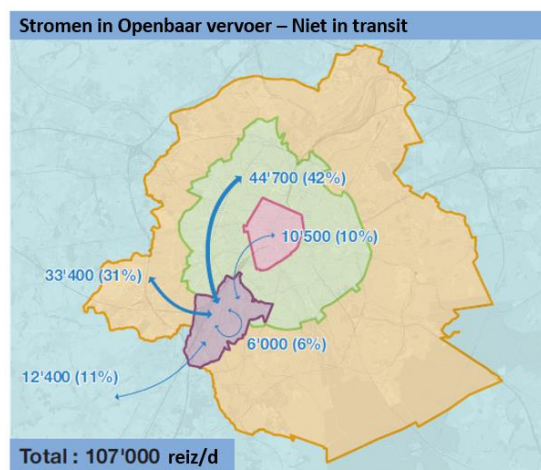 Stromen in Openbaar vervoer – Niet in transit
44'700 (42%)
10'500 (10%)
33'400 (31%)
6'000 (6%)
12'400 (11%)
Total : 107'000 reiz/d